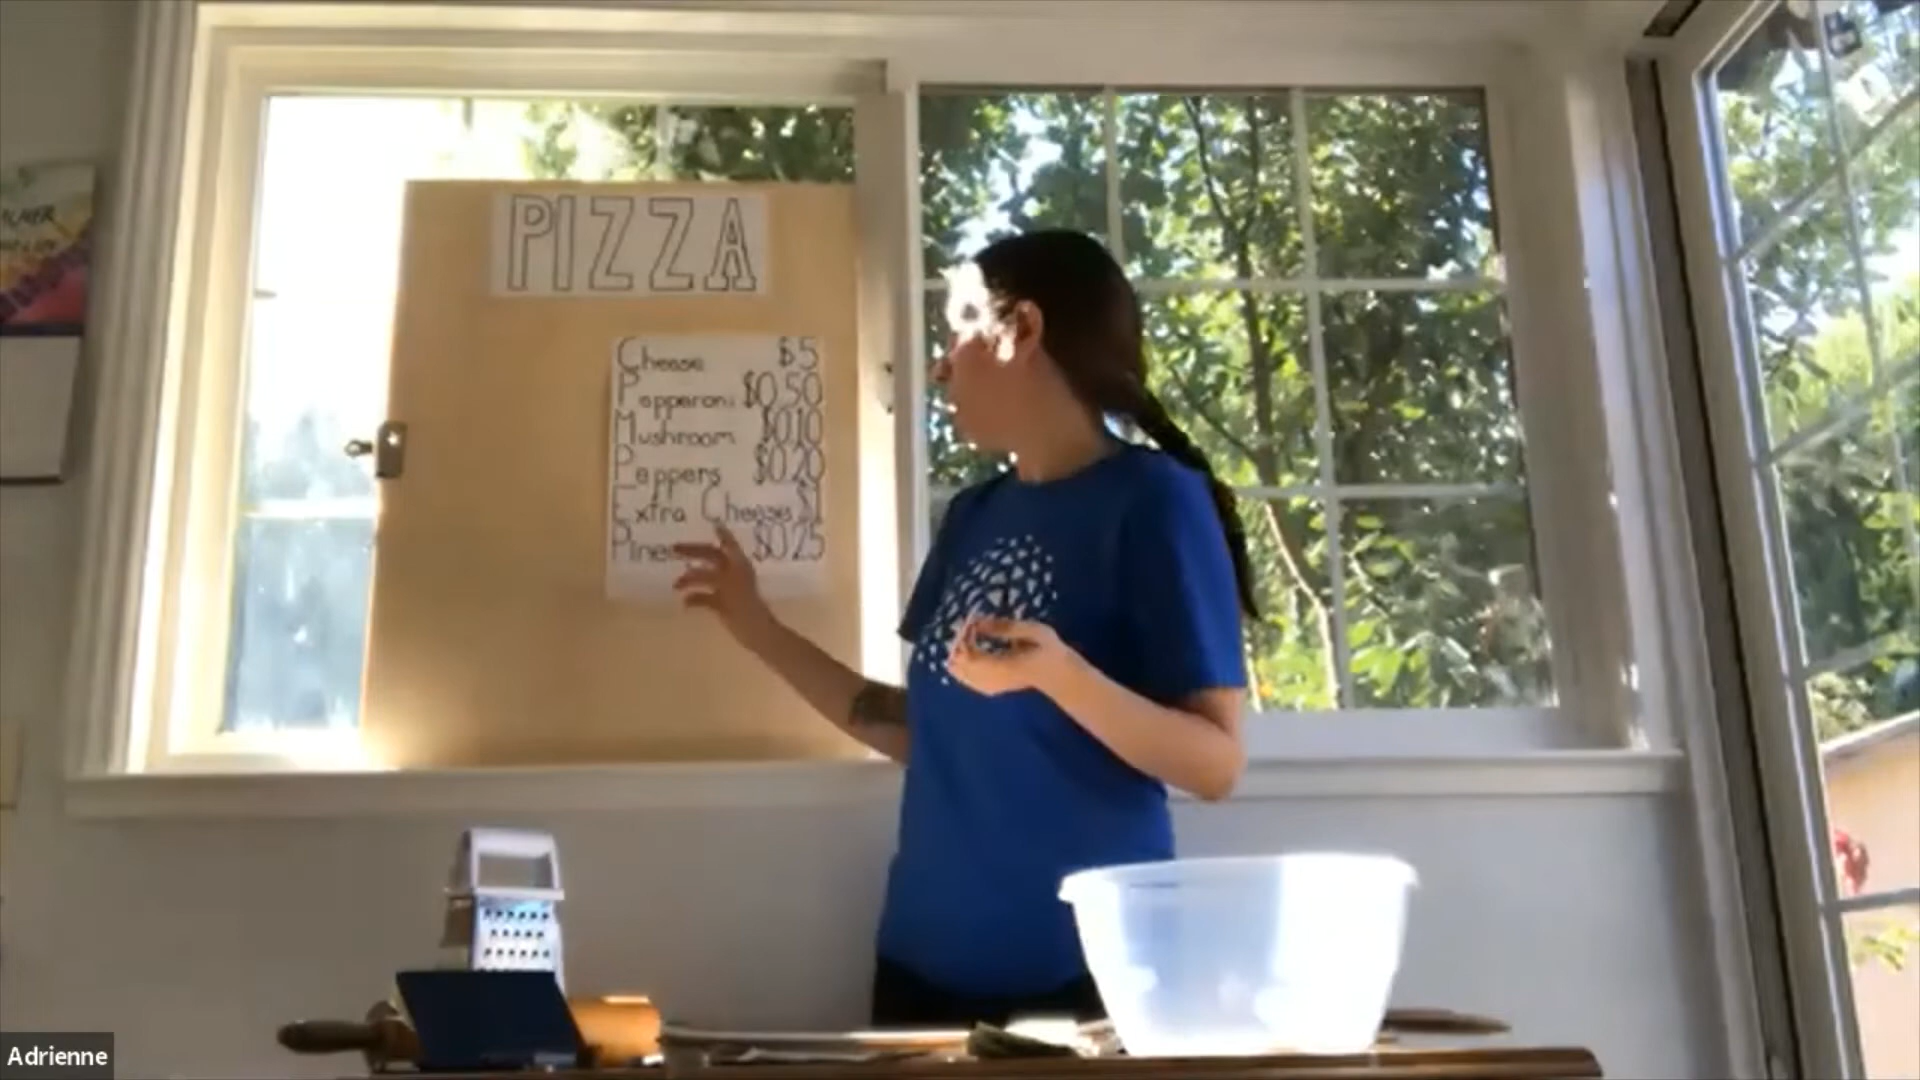 PIZZA
Cheese $5
Pepperoni $0.50
Mushroom $0.10
Peppers $0.20
Extra Cheese $1
$0.25
Adrienne